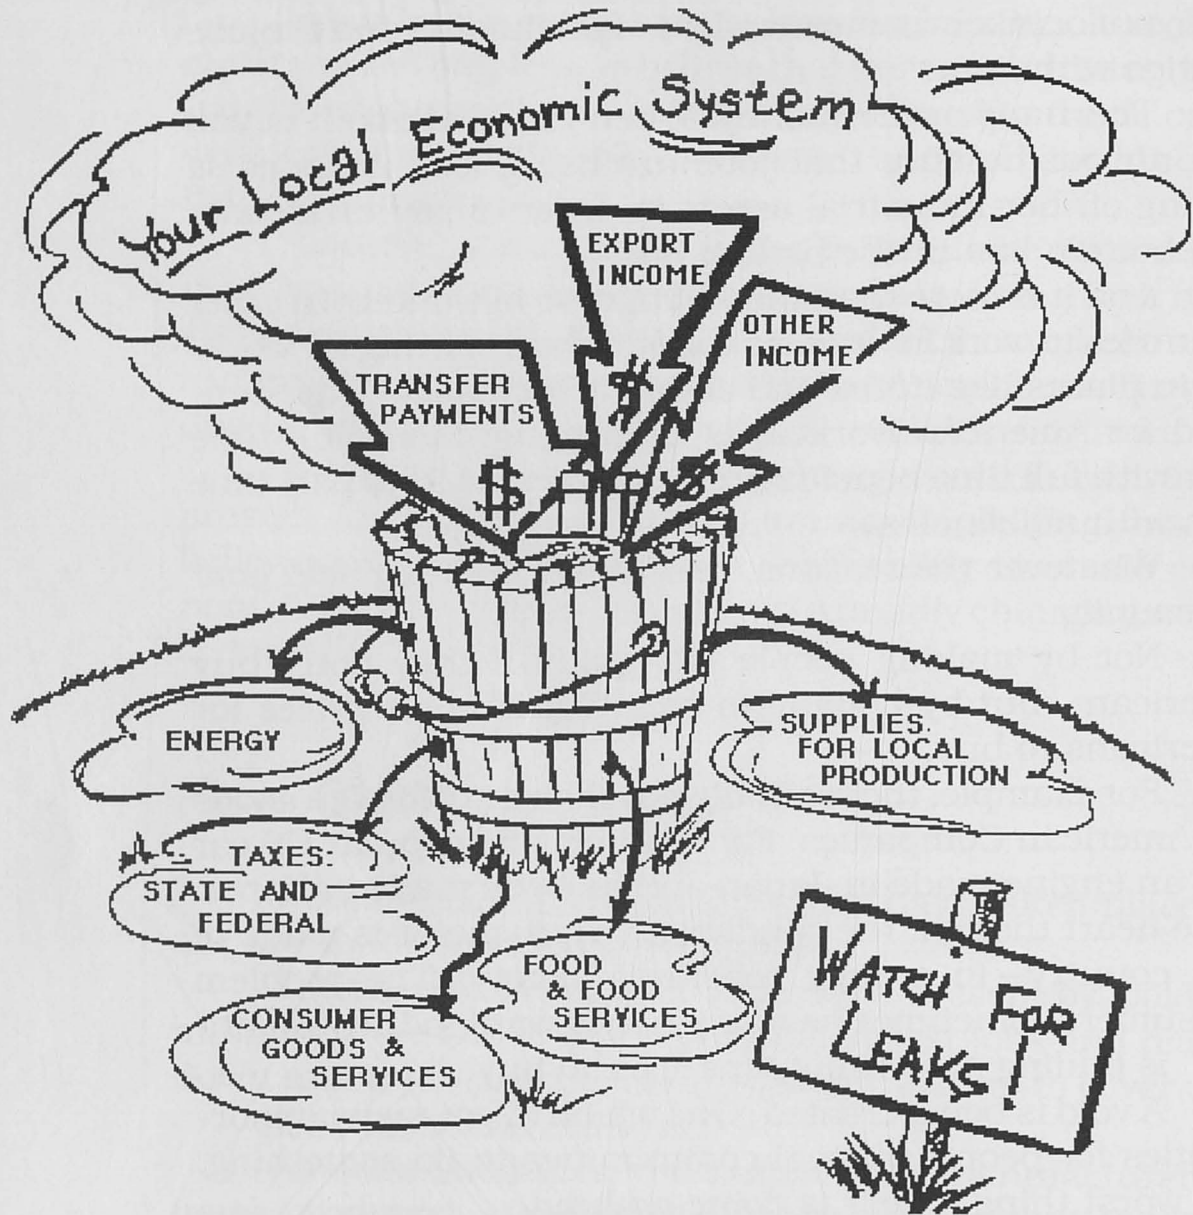 Your Local Economic System
EXPORT
INCOME
OTHER
INCOME
TRANSFER
PAYMENTS
$
$
$
ENERGY
SUPPLIES
FOR LOCAL
PRODUCTION
TAXES:
STATE AND
FEDERAL
FOOD
& FOOD
SERVICES
CONSUMER
GOODS &
SERVICES
WATCH FOR
LEAKS!